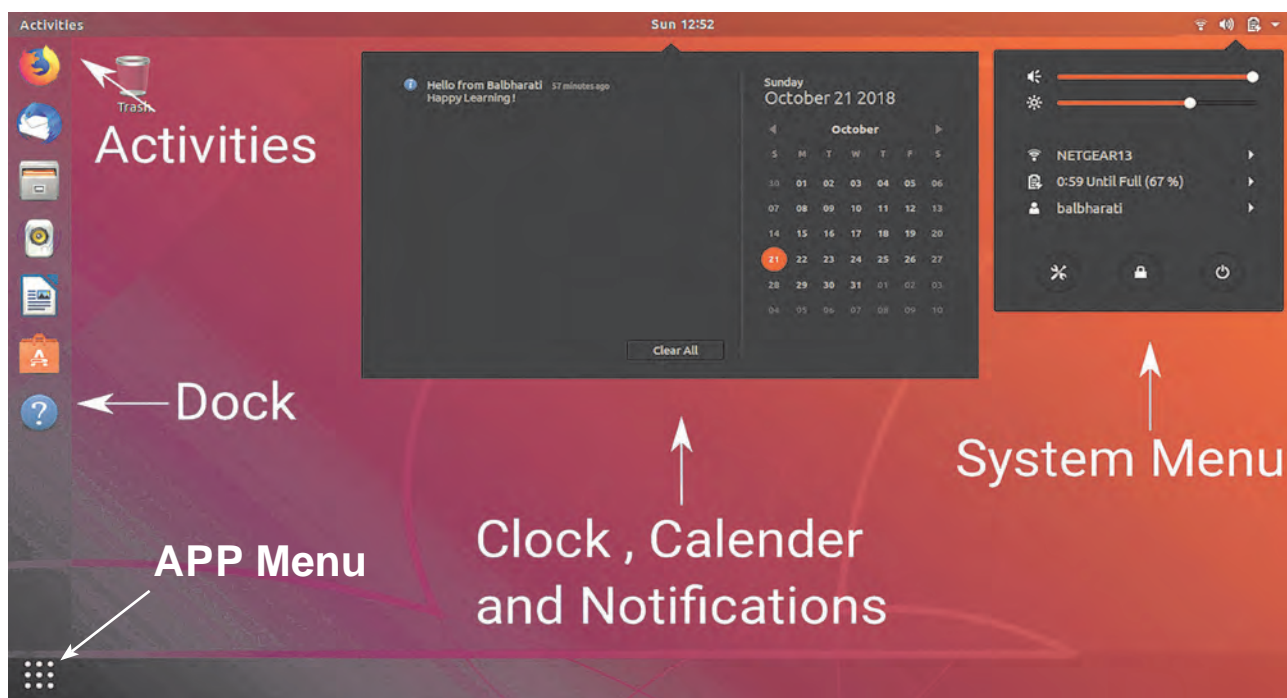 Activities
Sun 12:52
Trash
Activities
Hello from Balbharati 57 minutes ago
Happy Learning!
Clear All
Sunday
October 21 2018
October
S M T W T F S
30 01 02 03 04 05 06
07 08 09 10 11 12 13
14 15 16 17 18 19 20
21 22 23 24 25 26 27
28 29 30 31 01 02 03
04 05 06 07 08 09 10
NETGEAR13
0:59 Until Full (67 %)
balbharati
Dock
System Menu
Clock , Calender
and Notifications
APP Menu